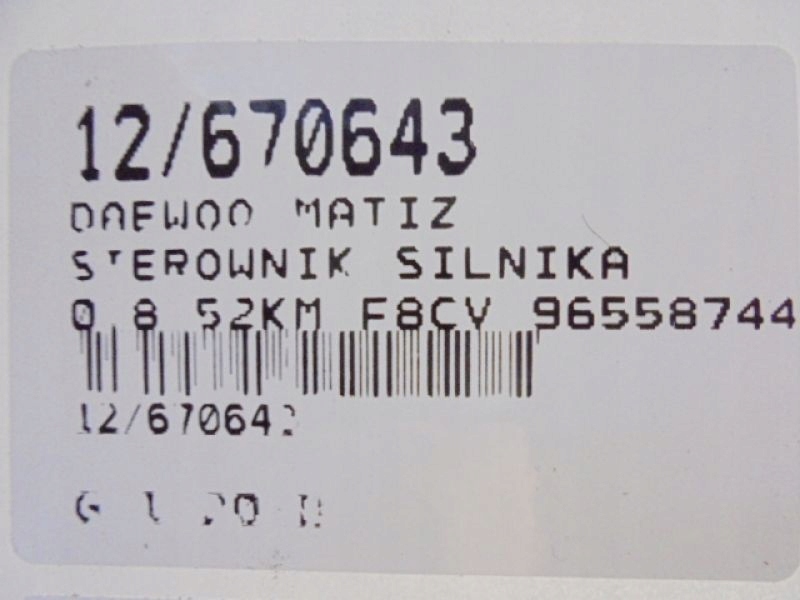 12/670643
DAEWOO MATIZ
STEROWNIK SILNIKA
0.8 52KM F8CV 96558744
12/670643